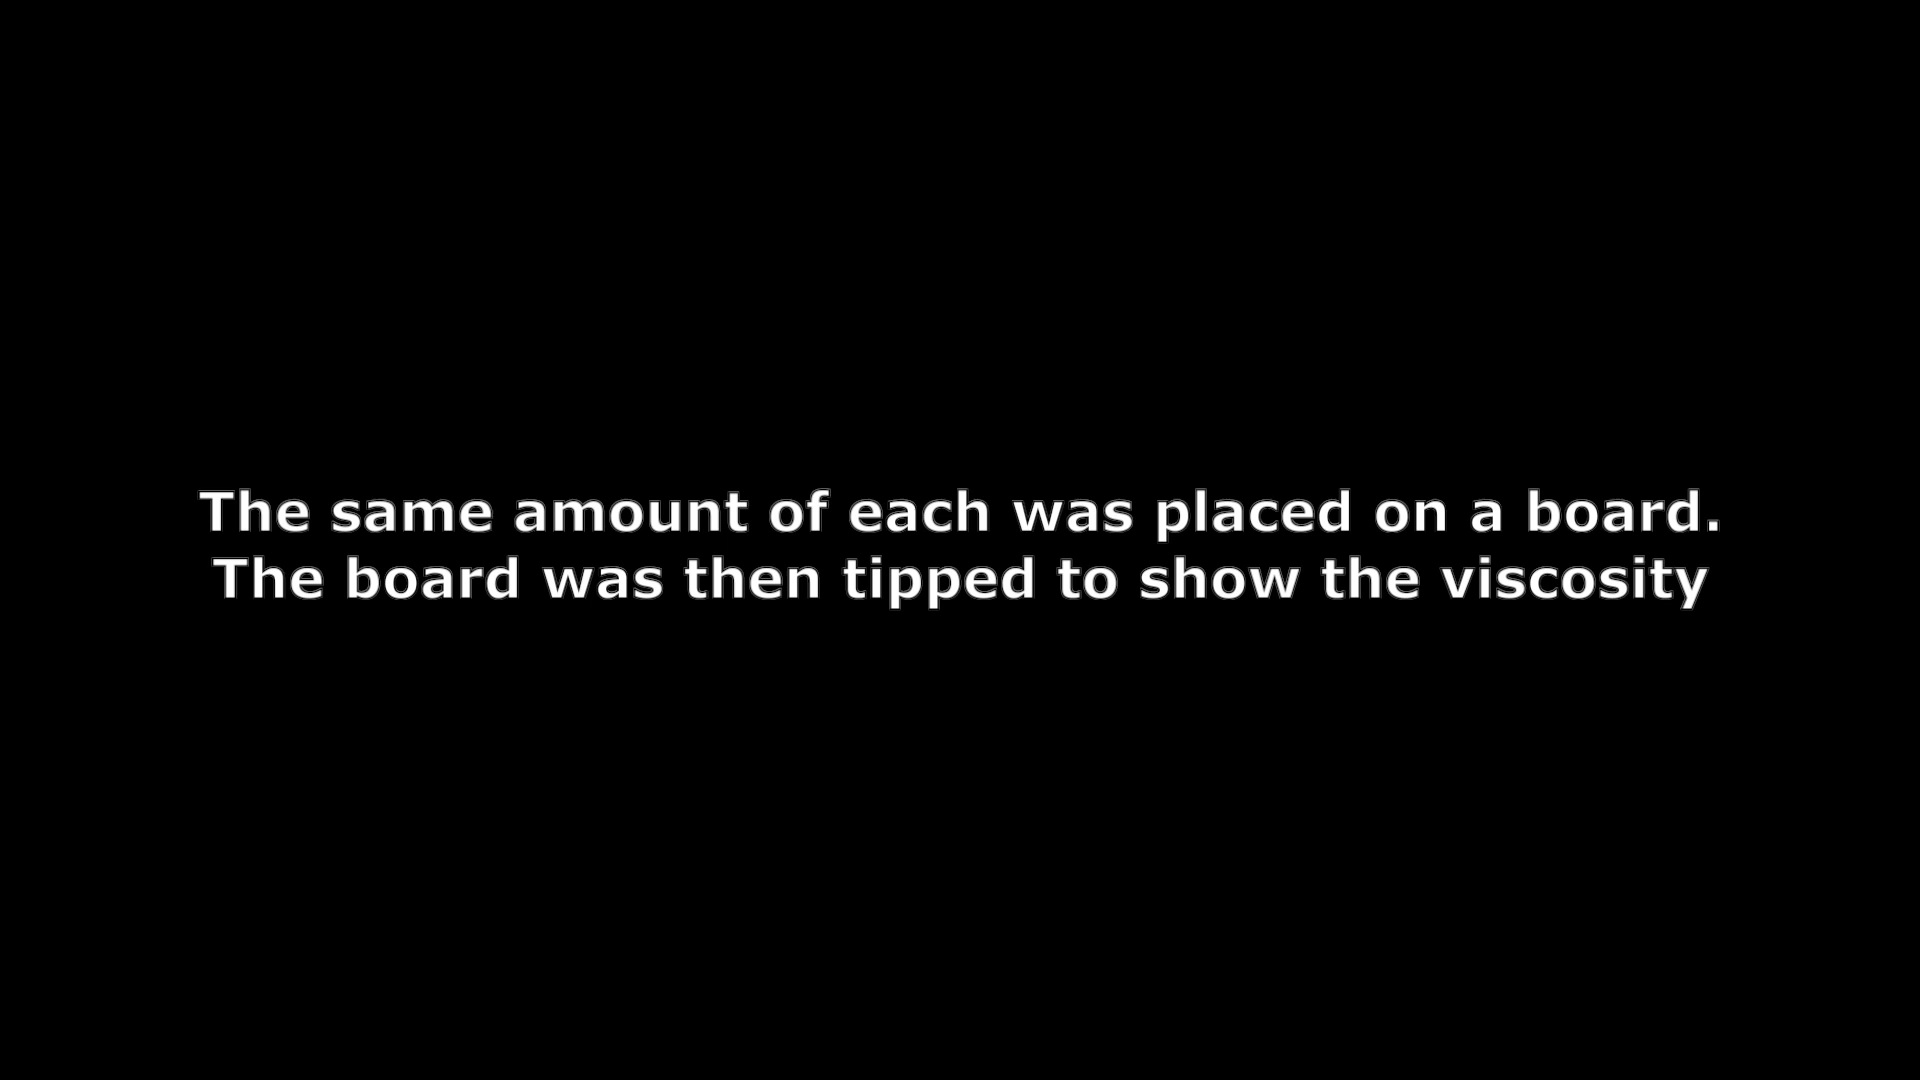 The same amount of each was placed on a board.
The board was then tipped to show the viscosity